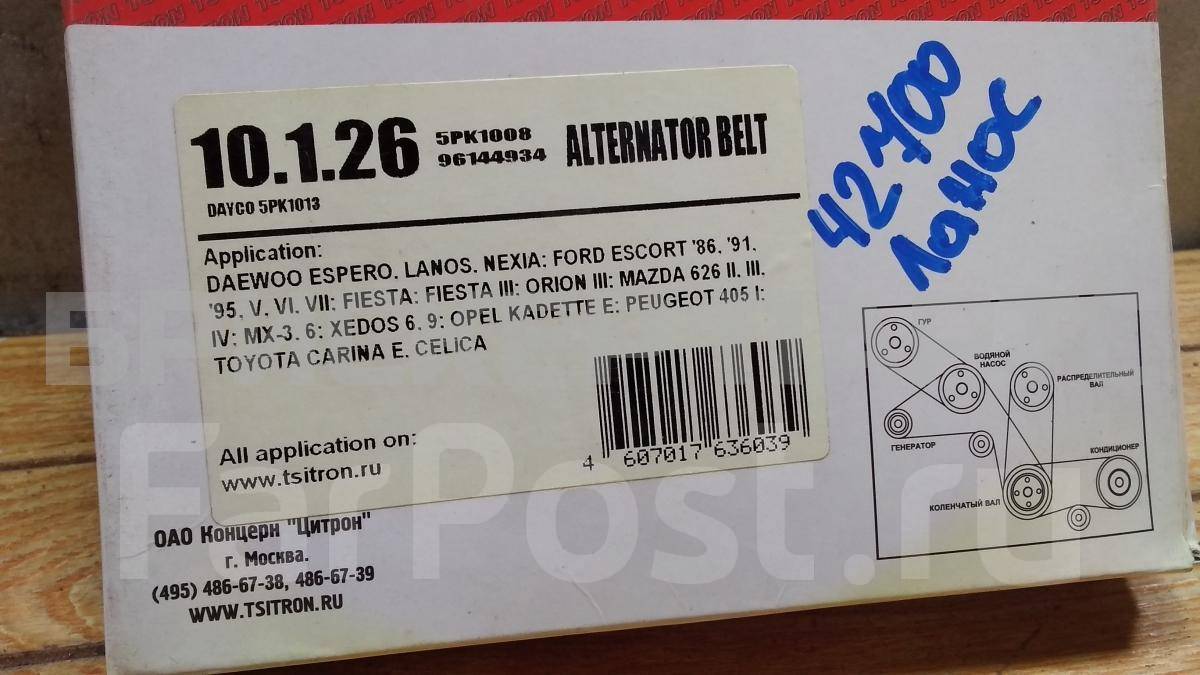 10.1.26
5PK1008
96144934
ALTERNATOR BELT
DAYCO 5PK1013
Application:
DAEWOO ESPERO. LANOS. NEXIA: FORD ESCORT '86. '91.
'95. V. VI. VII: FIESTA: FIESTA III: ORION III: MAZDA 626 II. III.
IV: MX-3. 6: XEDOS 6. 9: OPEL KADETTE E: PEUGEOT 405 I:
TOYOTA CARINA E. CELICA
All application on:
www.tsitron.ru
4 607017 636039
ОАО Концерн "Цитрон"
г. Москва.
(495) 486-67-38, 486-67-39
WWW.TSITRON.RU
42 400
Ланос
ГУР
ВОДЯНОЙ
НАСОС
РАСПРЕДЕЛИТЕЛЬНЫЙ
ВАЛ
ГЕНЕРАТОР
КОНДИЦИОНЕР
КОЛЕНЧАТЫЙ ВАЛ
FarPost.ru